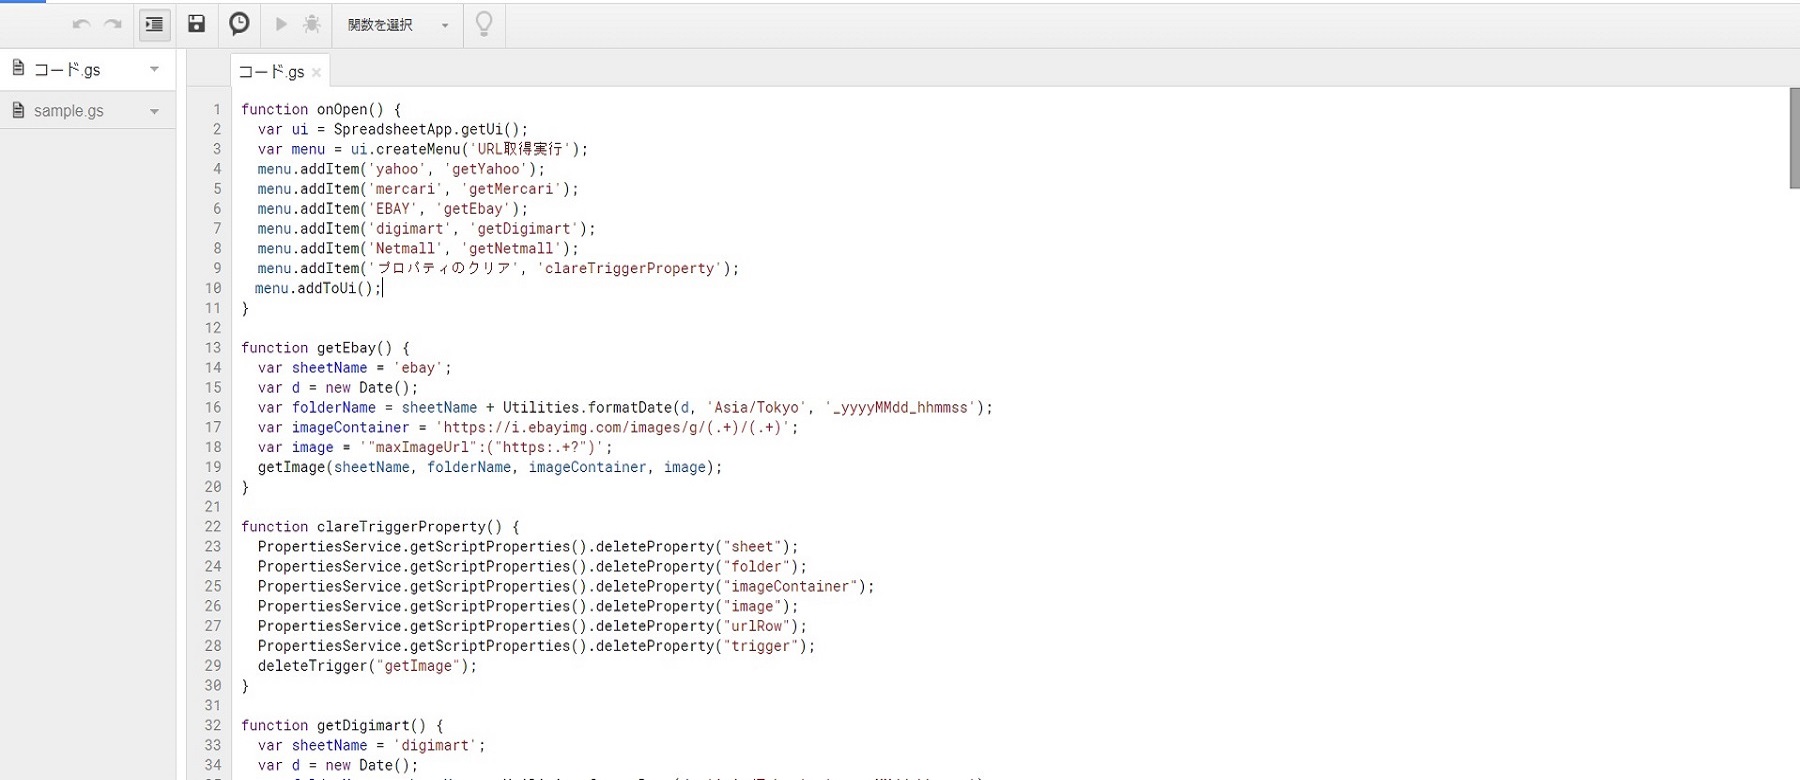 関数を選択
コード.gs
sample.gs
コード.gs ×
1 function onOpen() {
2 var ui = SpreadsheetApp.getUi();
3 var menu = ui.createMenu('URL取得実行');
4 menu.addItem('yahoo', 'getYahoo');
5 menu.addItem('mercari', 'getMercari');
6 menu.addItem('EBAY', 'getEbay');
7 menu.addItem('digimart', 'getDigimart');
8 menu.addItem('Netmall', 'getNetmall');
9 menu.addItem('プロパティのクリア', 'clareTriggerProperty');
10 menu.addToUi();
11 }
12
13 function getEbay() {
14 var sheetName = 'ebay';
15 var d = new Date();
16 var folderName = sheetName + Utilities.formatDate(d, 'Asia/Tokyo', '_yyyyMMdd_hhmmss');
17 var imageContainer = 'https://i.ebayimg.com/images/g/(.+)/(.+)';
18 var image = '"maxImageUrl":("https:.+?")';
19 getImage(sheetName, folderName, imageContainer, image);
20 }
21
22 function clareTriggerProperty() {
23 PropertiesService.getScriptProperties().deleteProperty("sheet");
24 PropertiesService.getScriptProperties().deleteProperty("folder");
25 PropertiesService.getScriptProperties().deleteProperty("imageContainer");
26 PropertiesService.getScriptProperties().deleteProperty("image");
27 PropertiesService.getScriptProperties().deleteProperty("urlRow");
28 PropertiesService.getScriptProperties().deleteProperty("trigger");
29 deleteTrigger("getImage");
30 }
31
32 function getDigimart() {
33 var sheetName = 'digimart';
34 var d = new Date();